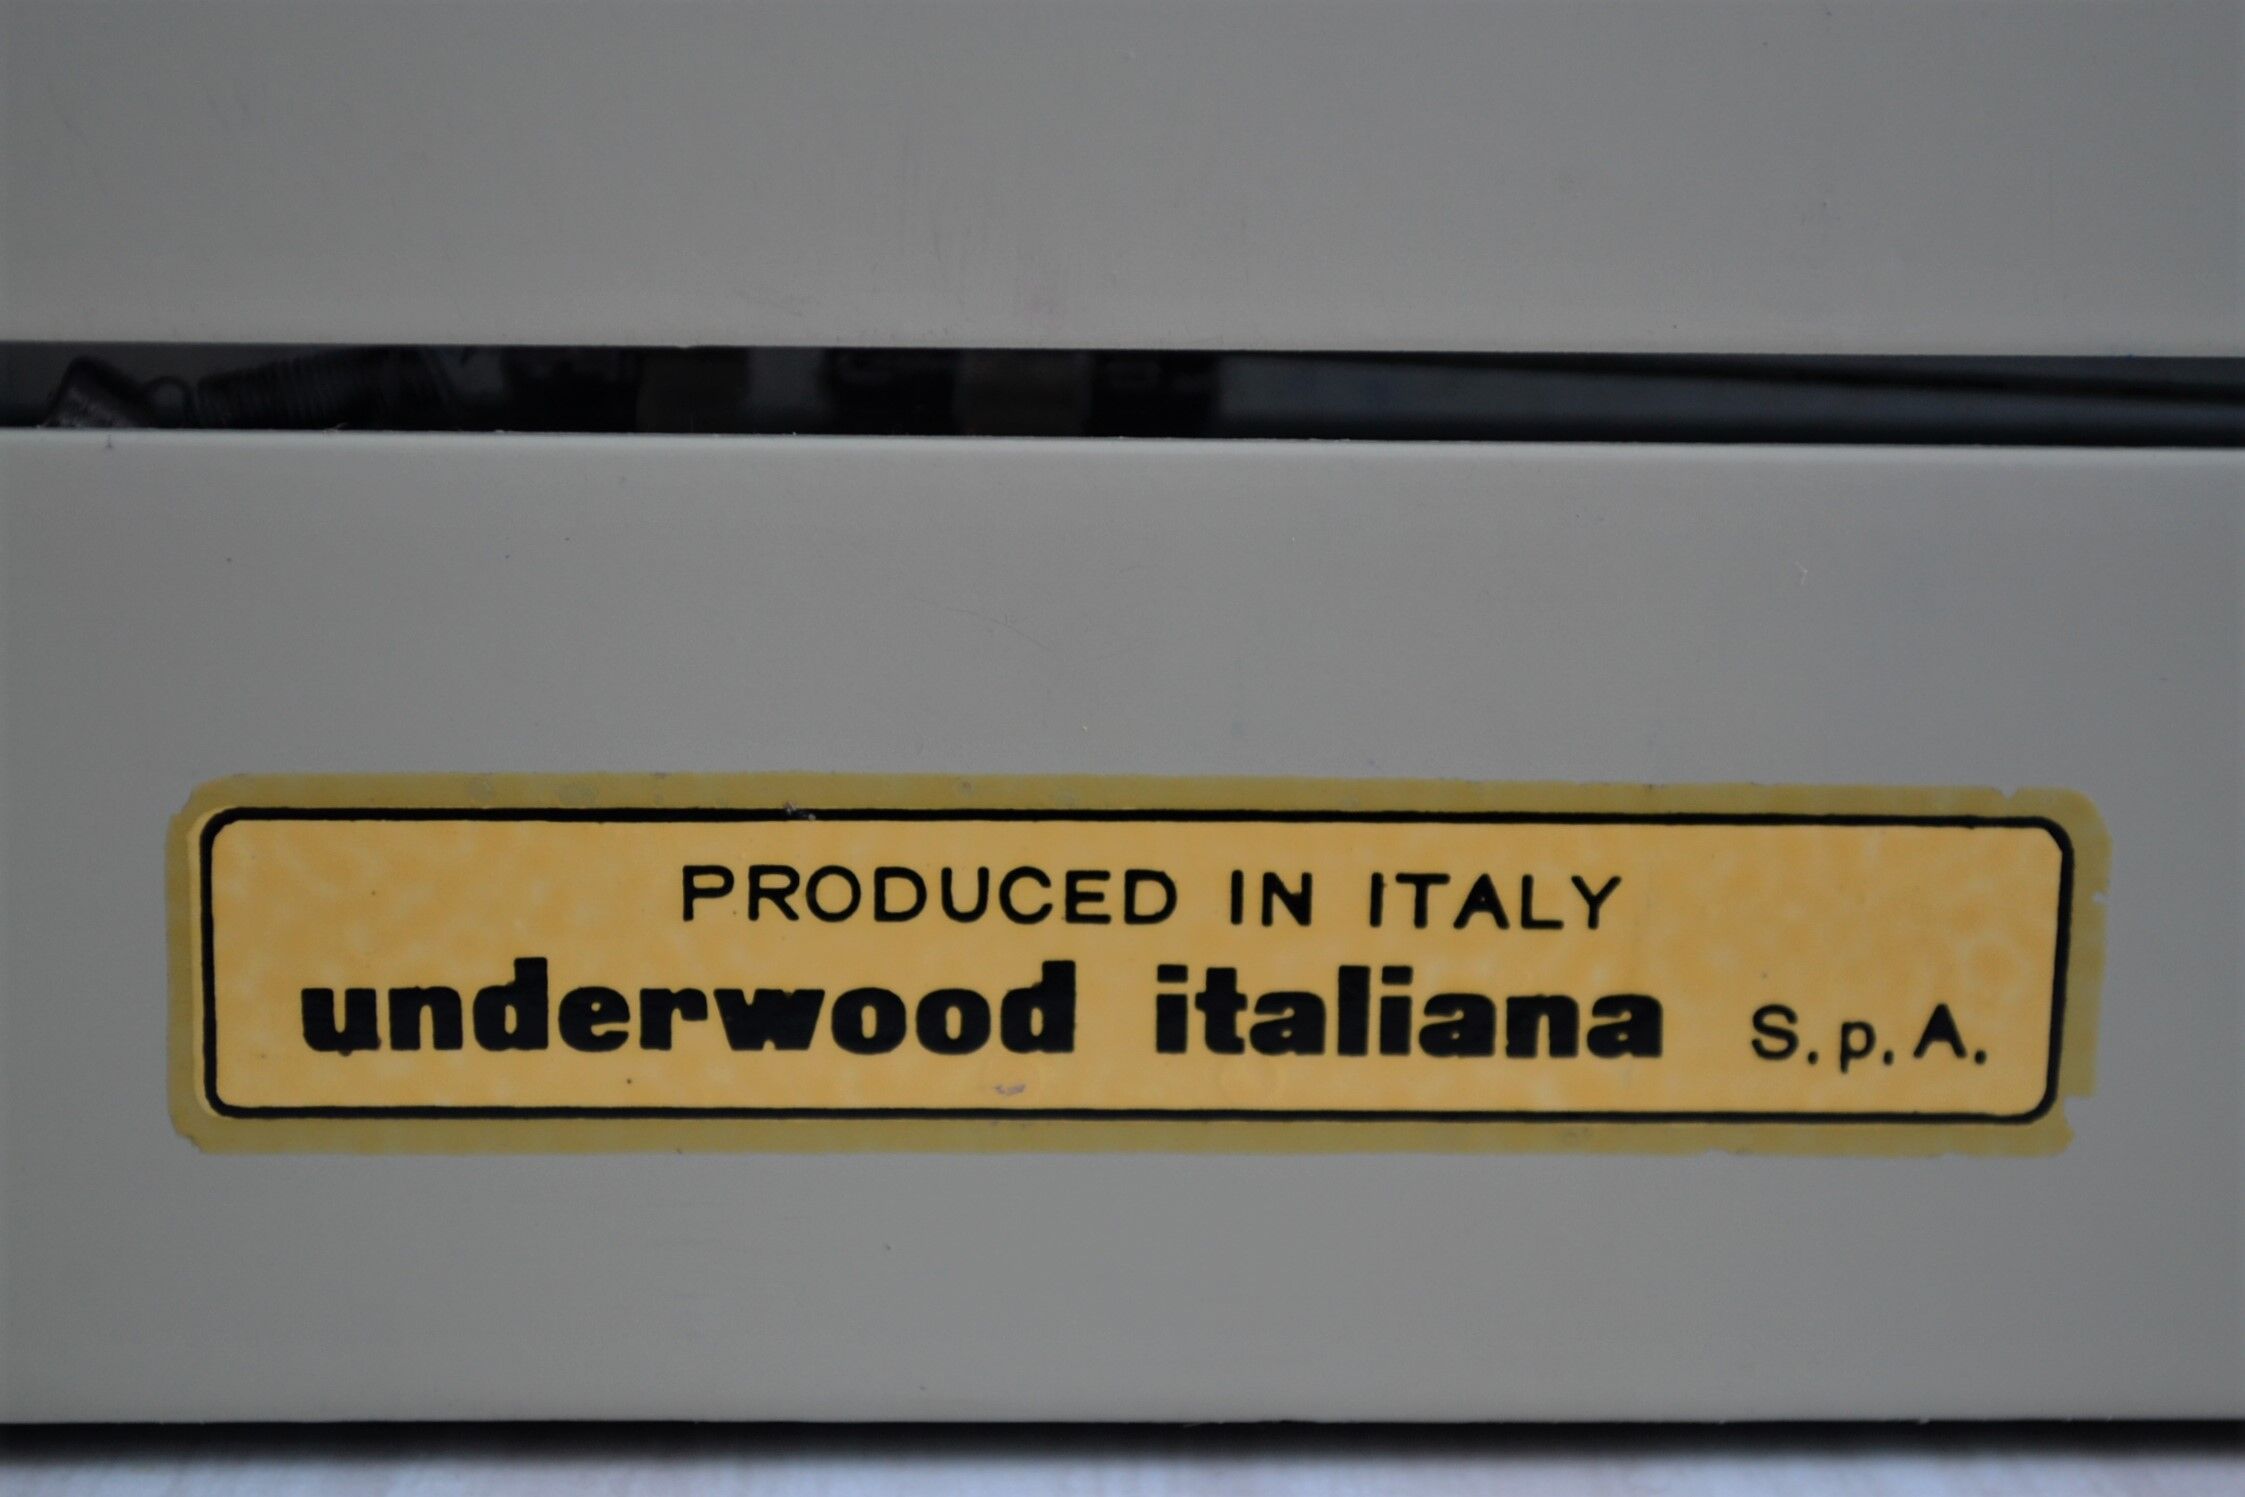 PRODUCED IN ITALY
underwood italiana S.p.A.